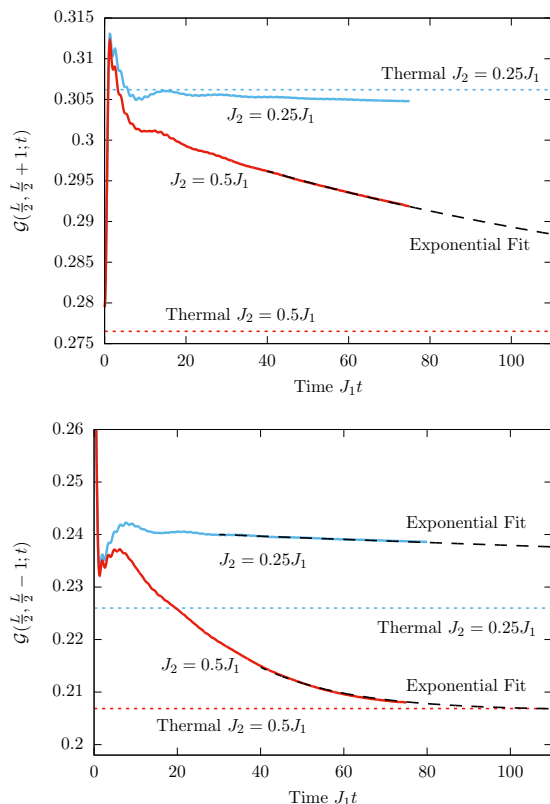 0.315
0.31
0.305
0.3
0.295
0.29
0.285
0.28
0.275
𝒢(L/2, L/2 + 1; t)
Thermal J₂ = 0.25J₁
J₂ = 0.25J₁
J₂ = 0.5J₁
Exponential Fit
Thermal J₂ = 0.5J₁
0 20 40 60 80 100
Time J₁t
0.26
0.25
0.24
0.23
0.22
0.21
0.2
𝒢(L/2, L/2 − 1; t)
Exponential Fit
J₂ = 0.25J₁
Thermal J₂ = 0.25J₁
J₂ = 0.5J₁
Exponential Fit
Thermal J₂ = 0.5J₁
0 20 40 60 80 100
Time J₁t